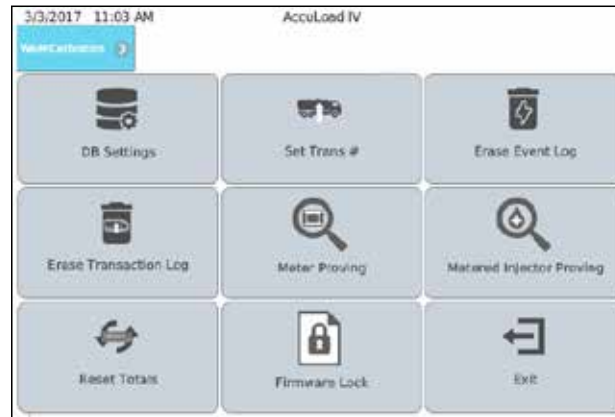 3/3/2017 11:03 AM AccuLoad IV
W&M Calibration
DB Settings Set Trans # Erase Event Log
Erase Transaction Log Meter Proving Metered Injector Proving
Reset Totals Firmware Lock Exit